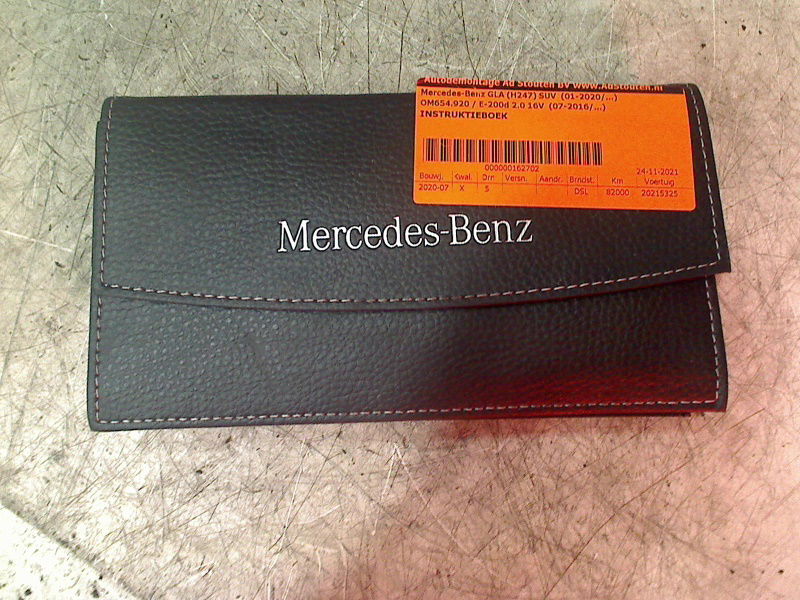 Autodemontage Ad Stouten BV www.AdStouten.nl
Mercedes-Benz GLA (H247) SUV (01-2020/...)
OM654.920 / E-200d 2.0 16V (07-2016/...)
INSTRUKTIEBOEK
000000162702
24-11-2021
Bouwj. Kwal. Drn Versn. Aandr. Brndst. Km Voertuig
2020-07 X 5 DSL 82000 20215325
Mercedes-Benz